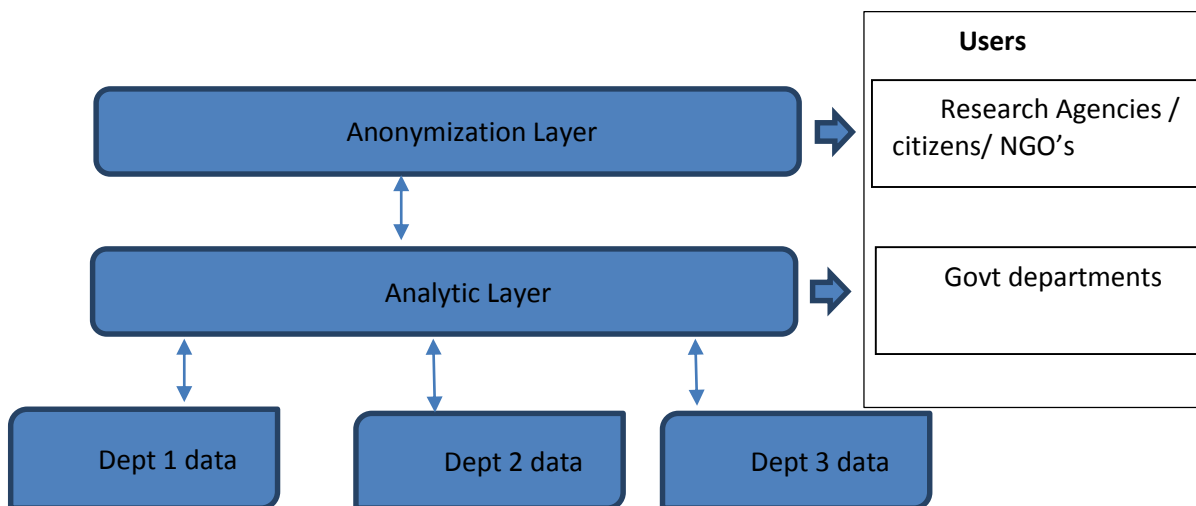 Users
Anonymization Layer
Research Agencies /
citizens/ NGO’s
Analytic Layer
Govt departments
Dept 1 data
Dept 2 data
Dept 3 data